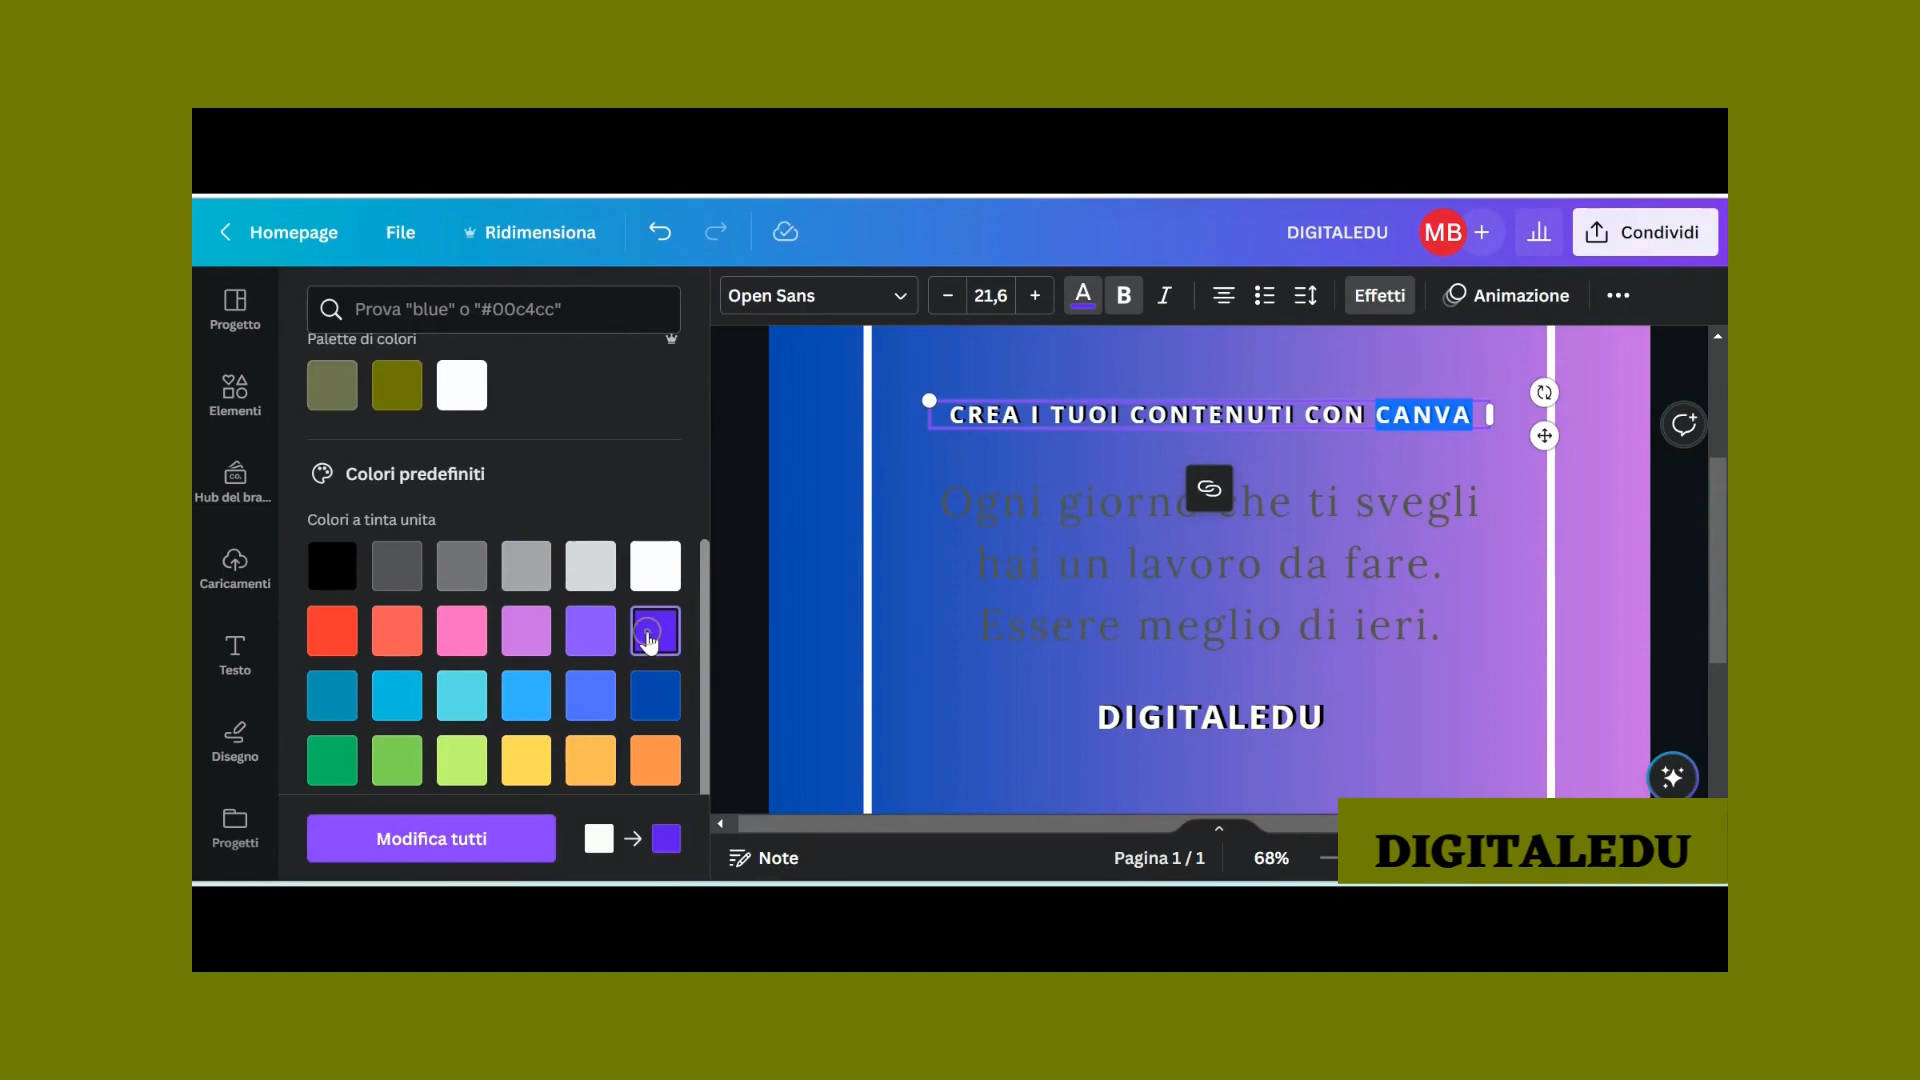 Homepage File Ridimensiona DIGITALEDU MB + Condividi
Progetto
Elementi
Hub del bra...
CO.
Caricamenti
Testo
Disegno
Progetti
Prova "blue" o "#00c4cc"
Palette di colori
Colori predefiniti
Colori a tinta unita
Modifica tutti
Open Sans − 21,6 + A B I Effetti Animazione
CREA I TUOI CONTENUTI CON CANVA
Ogni giorno che ti svegli
hai un lavoro da fare.
Essere meglio di ieri.
DIGITALEDU
Note Pagina 1 / 1 68%
DIGITALEDU